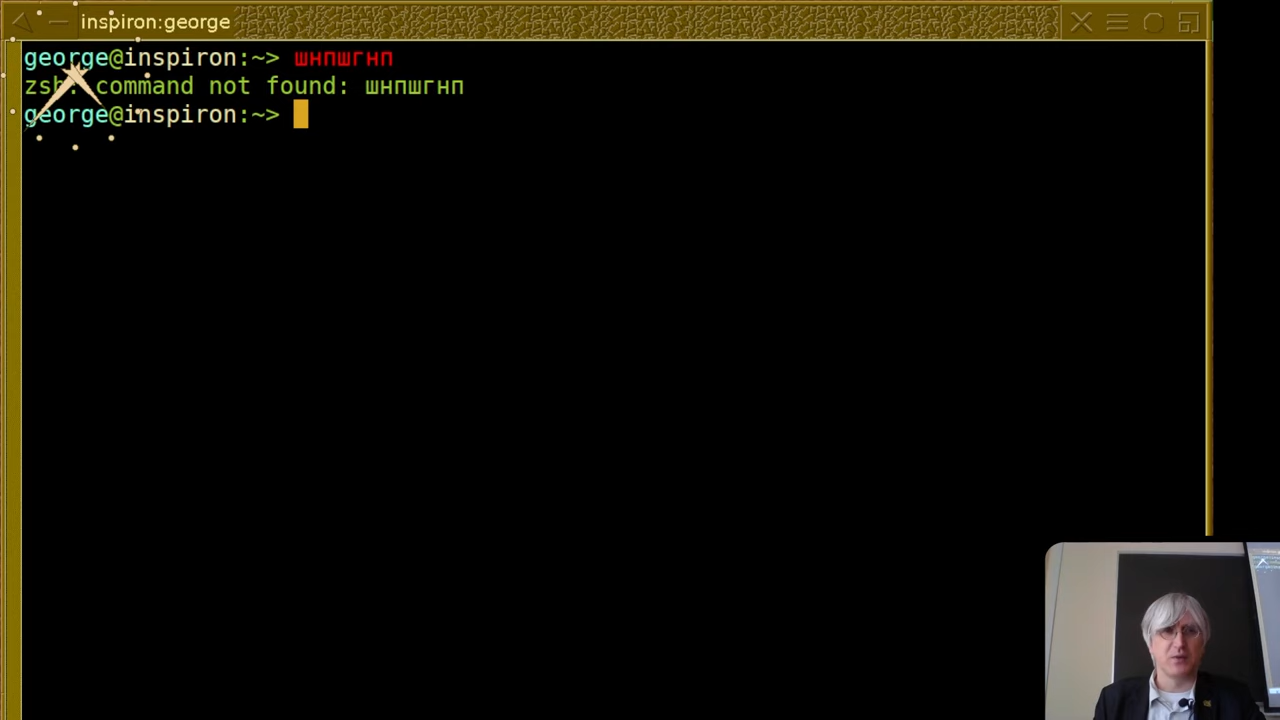 inspiron:george
george@inspiron:~> шнпшгнп
zsh: command not found: шнпшгнп
george@inspiron:~>